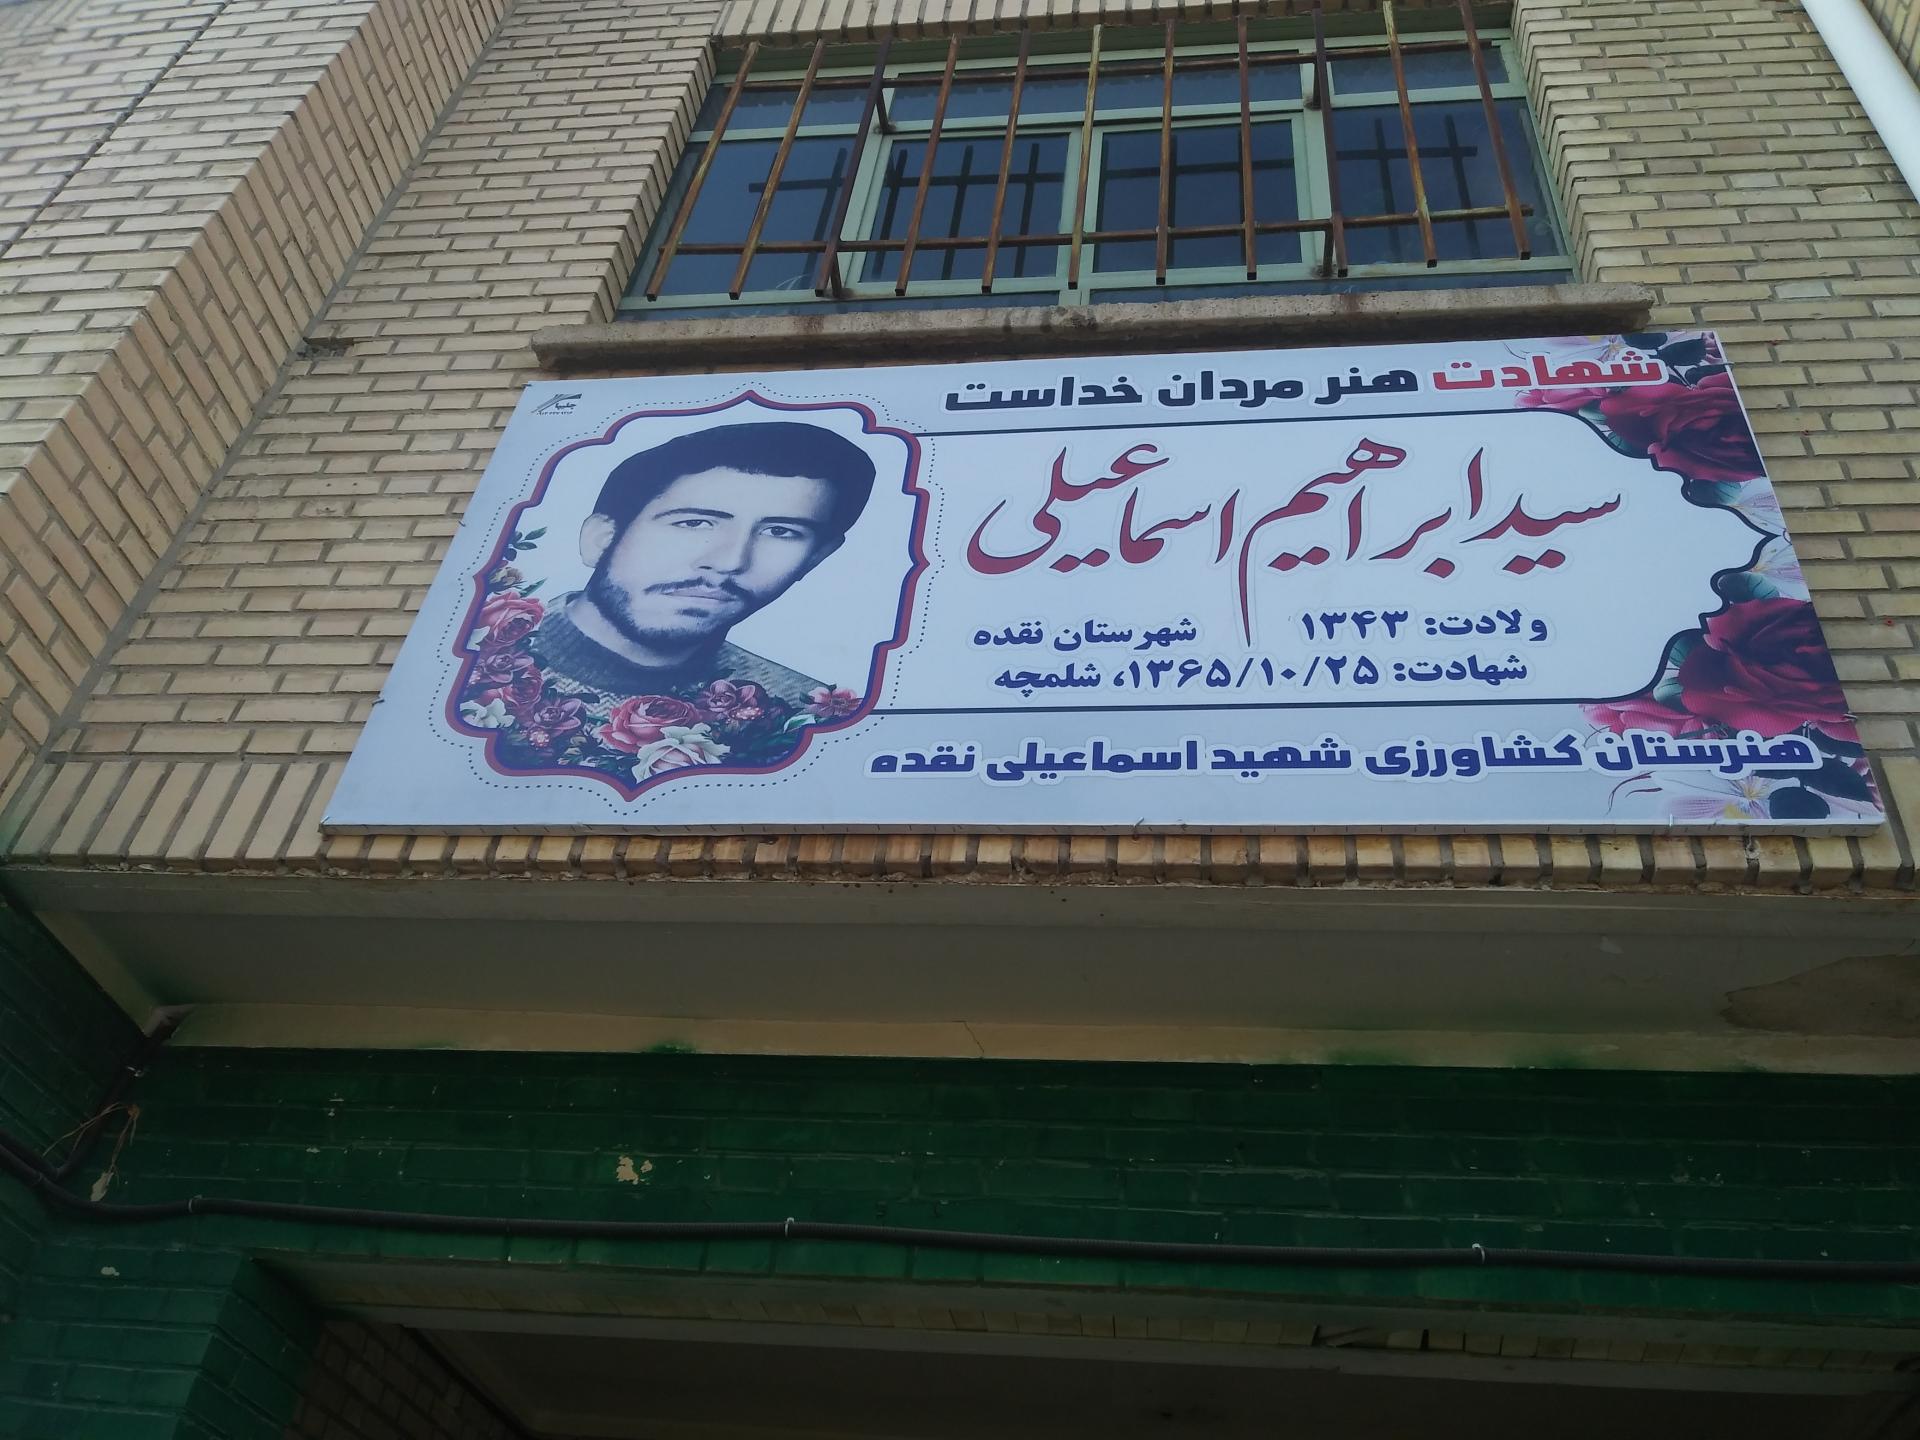 شهادت هنر مردان خداست
سید ابراهیم اسماعیلی
ولادت: ۱۳۴۳ شهرستان نقده
شهادت: ۱۳۶۵/۱۰/۲۵، شلمچه
هنرستان کشاورزی شهید اسماعیلی نقده
چلیپا